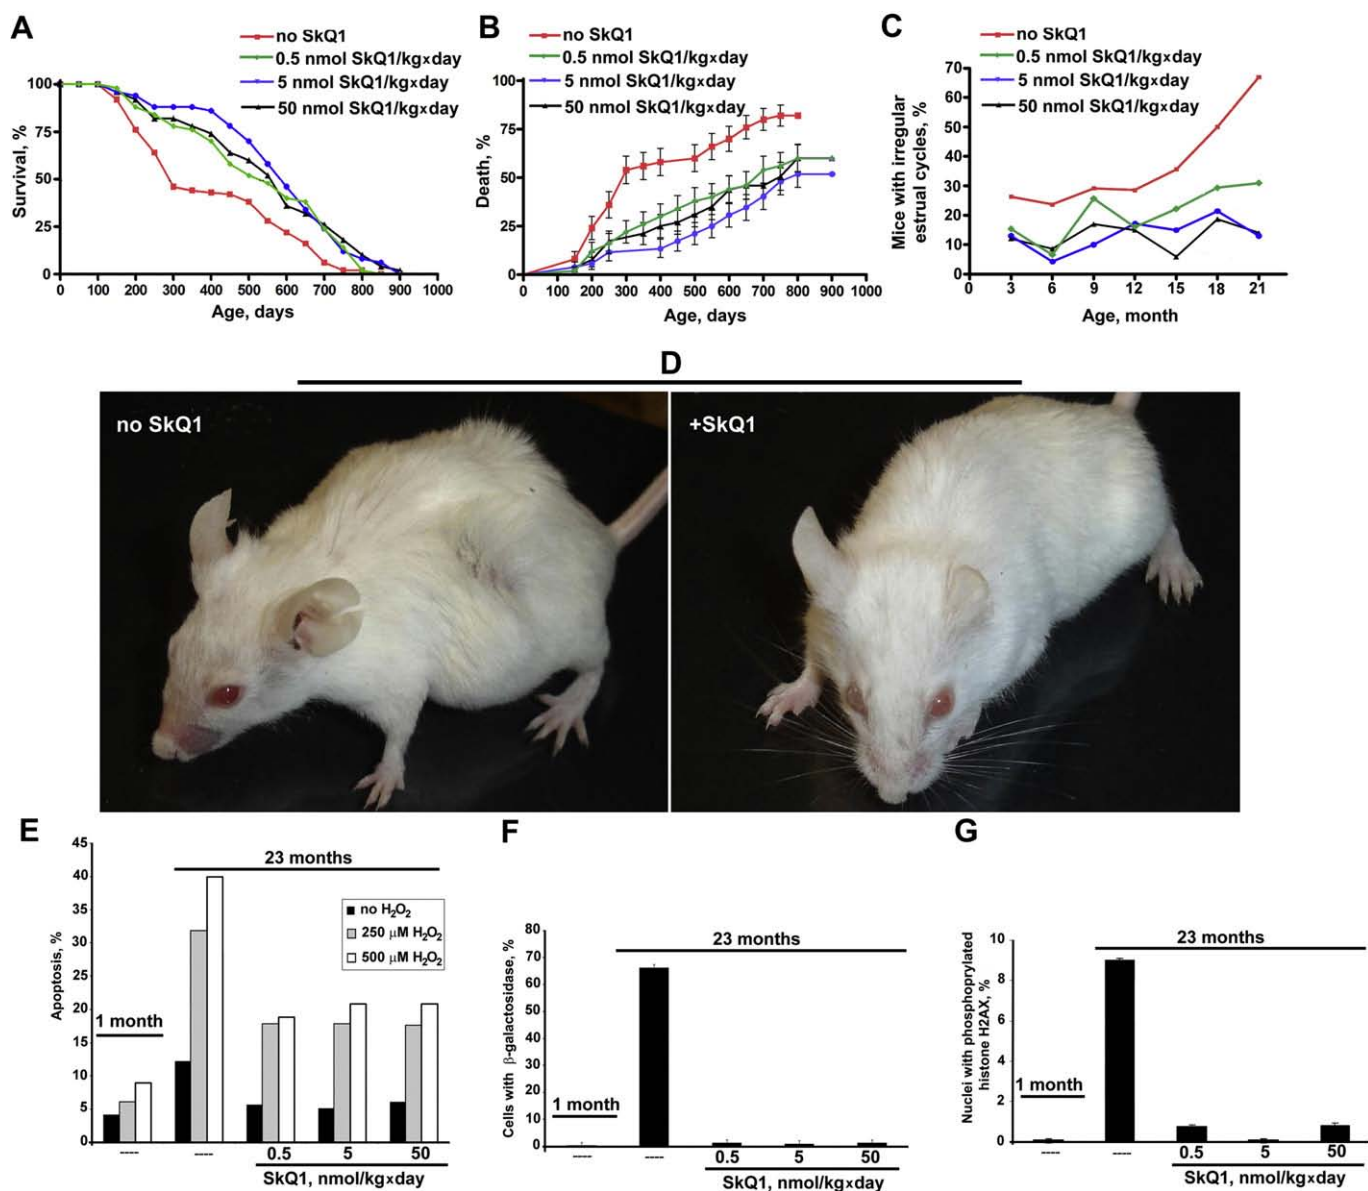 A
no SkQ1
0.5 nmol SkQ1/kg×day
5 nmol SkQ1/kg×day
50 nmol SkQ1/kg×day
Survival, %
100
75
50
25
0
0 100 200 300 400 500 600 700 800 900 1000
Age, days
B
no SkQ1
0.5 nmol SkQ1/kg×day
5 nmol SkQ1/kg×day
50 nmol SkQ1/kg×day
Death, %
100
75
50
25
0
0 100 200 300 400 500 600 700 800 900 1000
Age, days
C
no SkQ1
0.5 nmol SkQ1/kg×day
5 nmol SkQ1/kg×day
50 nmol SkQ1/kg×day
Mice with irregular
estrual cycles, %
70
60
50
40
30
20
10
0
0 3 6 9 12 15 18 21
Age, month
D
no SkQ1
+SkQ1
E
Apoptosis, %
45
40
35
30
25
20
15
10
5
0
23 months
1 month
no H₂O₂
250 μM H₂O₂
500 μM H₂O₂
---- ---- 0.5 5 50
SkQ1, nmol/kg×day
F
Cells with β-galactosidase, %
80
70
60
50
40
30
20
10
0
23 months
1 month
---- ---- 0.5 5 50
SkQ1, nmol/kg×day
G
Nuclei with phosphoprylated
histone H2AX, %
10
8
6
4
2
0
23 months
1 month
---- ---- 0.5 5 50
SkQ1, nmol/kg×day